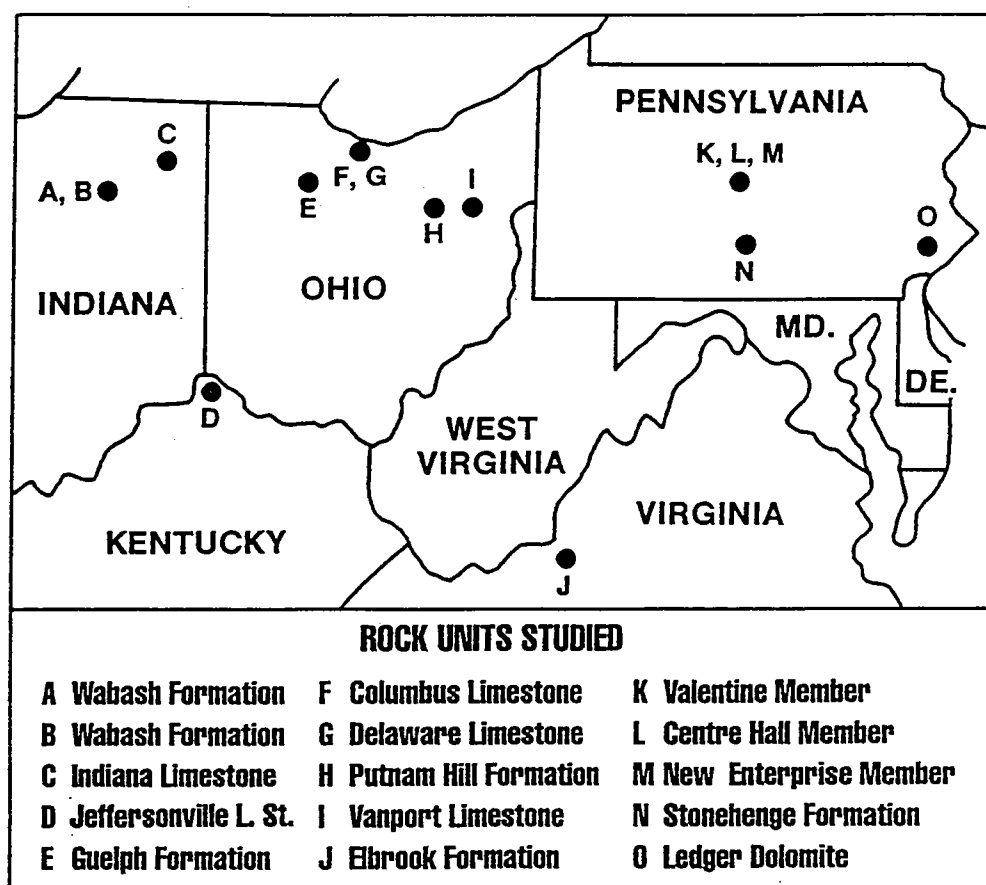 PENNSYLVANIA
C
K, L, M
A, B
F, G
I
E
O
H
N
INDIANA
OHIO
MD.
DE.
D
WEST
VIRGINIA
VIRGINIA
KENTUCKY
J
ROCK UNITS STUDIED
A Wabash Formation
B Wabash Formation
C Indiana Limestone
D Jeffersonville L. St.
E Guelph Formation
F Columbus Limestone
G Delaware Limestone
H Putnam Hill Formation
I Vanport Limestone
J Elbrook Formation
K Valentine Member
L Centre Hall Member
M New Enterprise Member
N Stonehenge Formation
O Ledger Dolomite